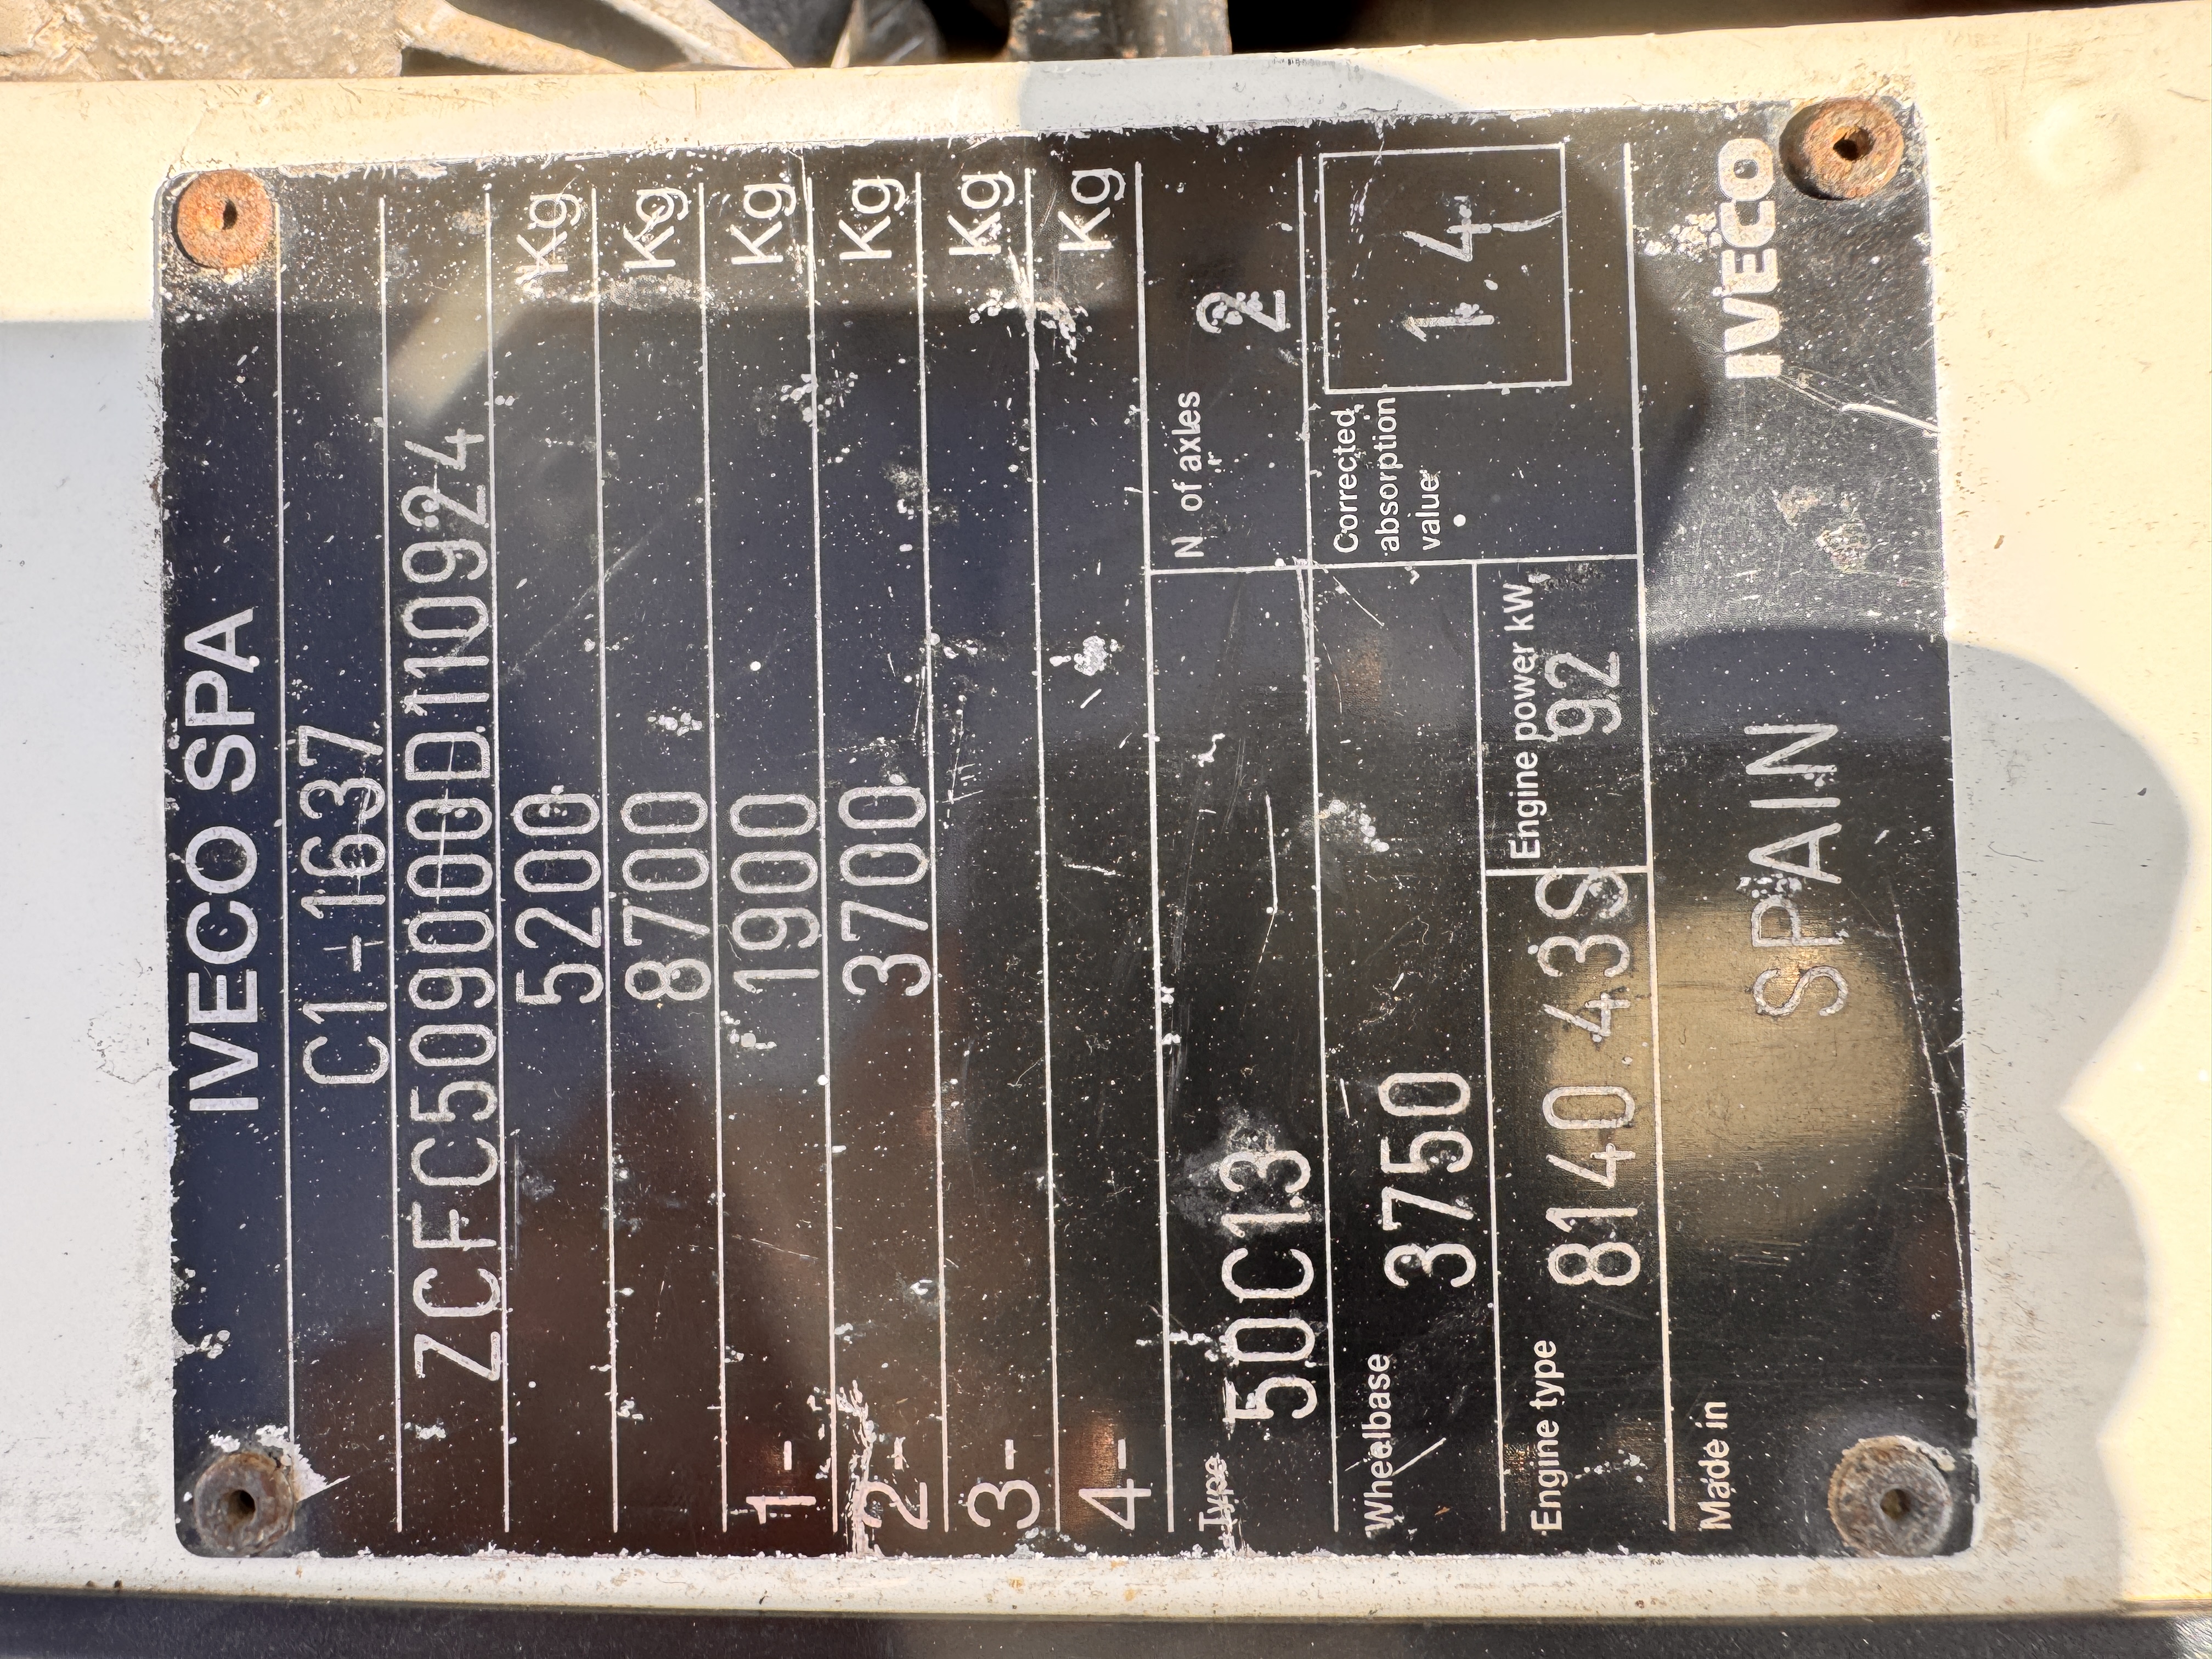 IVECO SPA
C1-1637
ZCFC509000D110924
5200 Kg
8700 Kg
1- 1900 Kg
2- 3700 Kg
3- Kg
4- Kg
Type 50C13
N of axles 2
Wheelbase 3750
Corrected absorption value 1.4
Engine type 8140.43S
Engine power kW 92
Made in SPAIN
IVECO